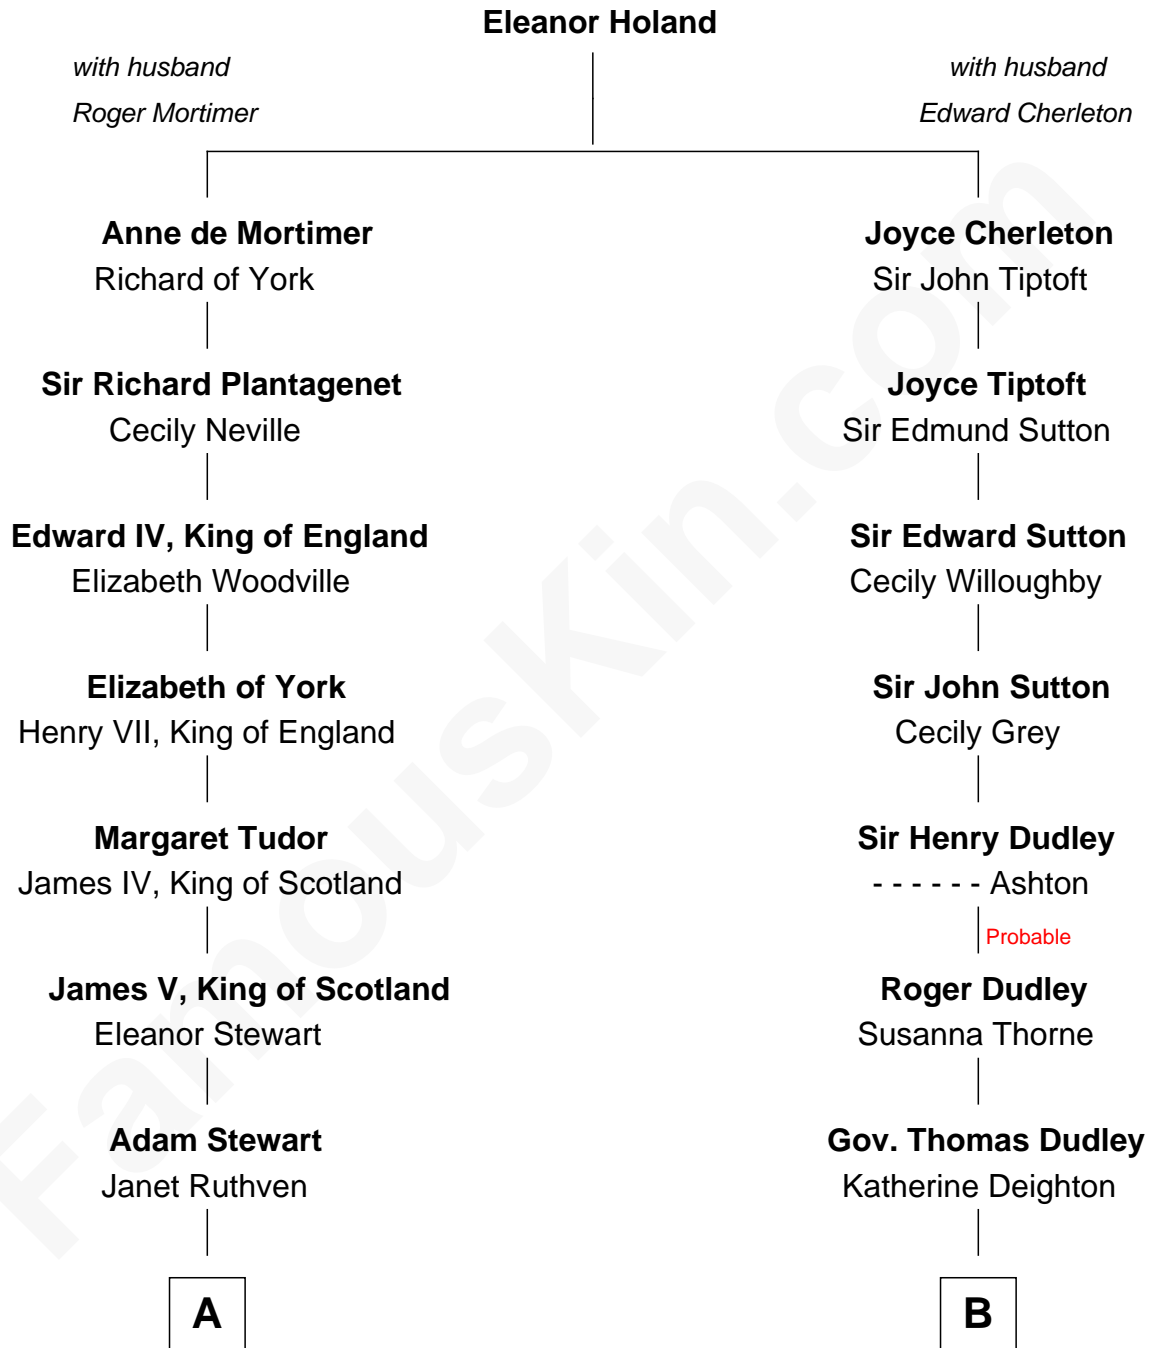 Eleanor Holand
with husband
Roger Mortimer
with husband
Edward Cherleton
Anne de Mortimer
Richard of York
Joyce Cherleton
Sir John Tiptoft
Sir Richard Plantagenet
Cecily Neville
Joyce Tiptoft
Sir Edmund Sutton
Edward IV, King of England
Elizabeth Woodville
Sir Edward Sutton
Cecily Willoughby
Elizabeth of York
Henry VII, King of England
Sir John Sutton
Cecily Grey
Margaret Tudor
James IV, King of Scotland
Sir Henry Dudley
- - - - - - Ashton
Probable
James V, King of Scotland
Eleanor Stewart
Roger Dudley
Susanna Thorne
Adam Stewart
Janet Ruthven
Gov. Thomas Dudley
Katherine Deighton
A
B
FamousKin.com